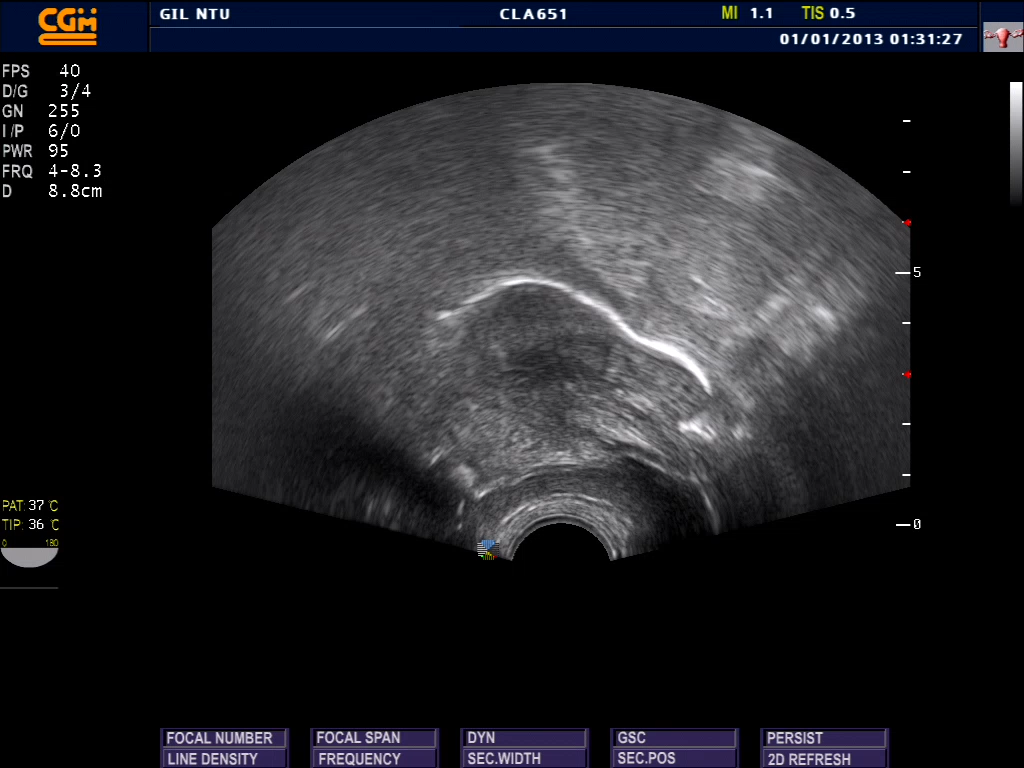 CGM
GIL NTU CLA651 MI 1.1 TIS 0.5
01/01/2013 01:31:27
FPS 40
D/G 3/4
GN 255
I/P 6/0
PWR 95
FRQ 4-8.3
D 8.8cm
5
PAT: 37 °C
TIP: 36 °C
0 180
0
FOCAL NUMBER FOCAL SPAN DYN GSC PERSIST
LINE DENSITY FREQUENCY SEC.WIDTH SEC.POS 2D REFRESH